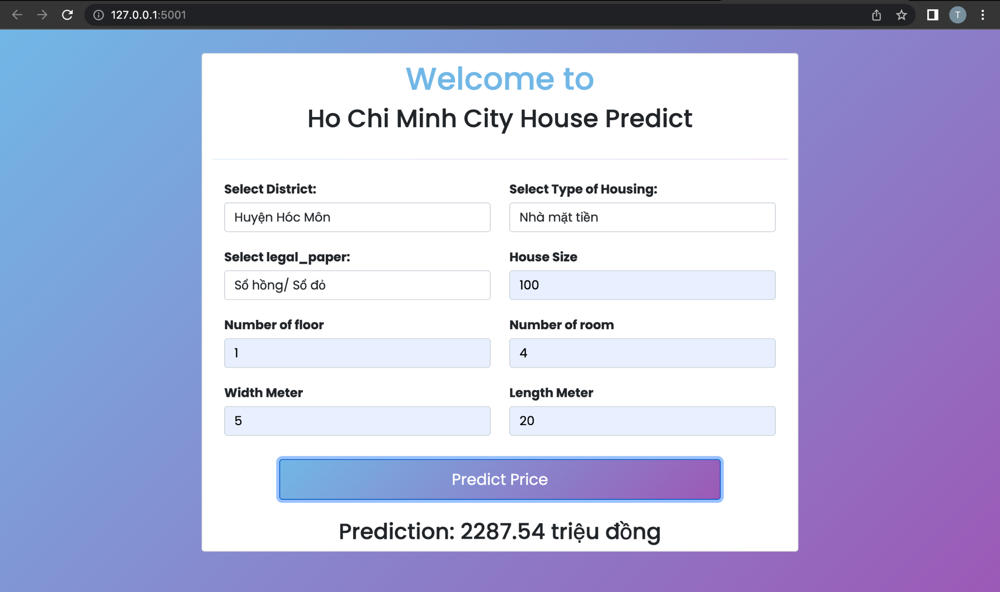 127.0.0.1:5001
T
Welcome to
Ho Chi Minh City House Predict
Select District:
Select Type of Housing:
Huyện Hóc Môn
Nhà mặt tiền
Select legal_paper:
House Size
Sổ hồng/ Sổ đỏ
100
Number of floor
Number of room
1
4
Width Meter
Length Meter
5
20
Predict Price
Prediction: 2287.54 triệu đồng